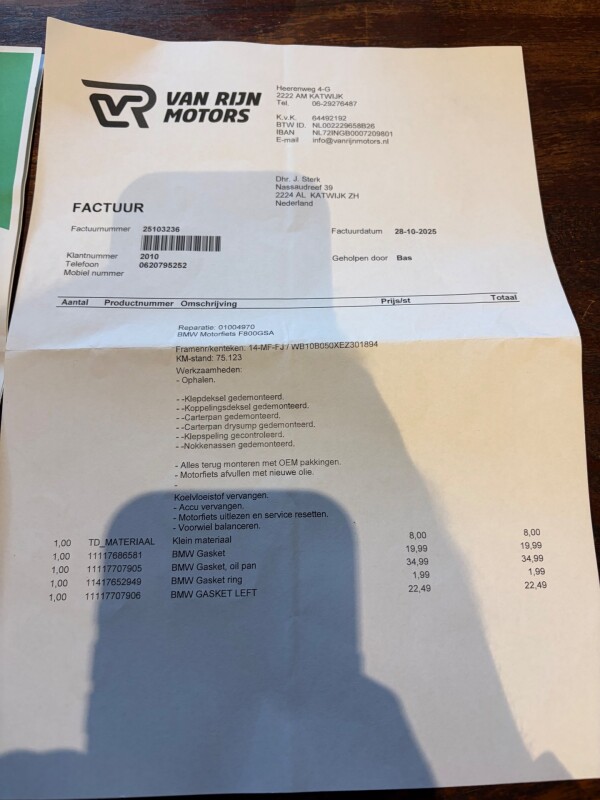 VAN RIJN
MOTORS
Heerenweg 4-G
2222 AM KATWIJK
Tel. 06-29276487
K.v.K. 64492192
BTW ID. NL002229658B26
IBAN NL72INGB0007209801
E-mail info@vanrijnmotors.nl
Dhr. J. Sterk
Nassaudreef 39
2224 AL KATWIJK ZH
Nederland
FACTUUR
Factuurnummer 25103236
Factuurdatum 28-10-2025
Klantnummer 2010
Geholpen door Bas
Telefoon 0620795252
Mobiel nummer
Aantal Productnummer Omschrijving Prijs/st Totaal
Reparatie: 01004970
BMW Motorfiets F800GSA
Framenr/kenteken: 14-MF-FJ / WB10B050XEZ301894
KM-stand: 75.123
Werkzaamheden:
- Ophalen.
- -Klepdeksel gedemonteerd.
- -Koppelingsdeksel gedemonteerd.
- -Carterpan gedemonteerd.
- -Carterpan drysump gedemonteerd.
- -Klepspeling gecontroleerd.
- -Nokkenassen gedemonteerd.
- Alles terug monteren met OEM pakkingen.
- Motorfiets afvullen met nieuwe olie.
-
Koelvloeistof vervangen.
- Accu vervangen.
- Motorfiets uitlezen en service resetten.
- Voorwiel balanceren.
1,00 TD_MATERIAAL Klein materiaal 8,00 8,00
1,00 11117686581 BMW Gasket 19,99 19,99
1,00 11117707905 BMW Gasket, oil pan 34,99 34,99
1,00 11417652949 BMW Gasket ring 1,99 1,99
1,00 11117707906 BMW GASKET LEFT 22,49 22,49